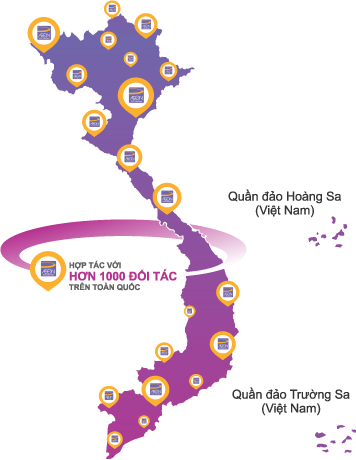 Quần đảo Hoàng Sa
(Việt Nam)
HỢP TÁC VỚI
HƠN 1000 ĐỐI TÁC
TRÊN TOÀN QUỐC
Quần đảo Trường Sa
(Việt Nam)